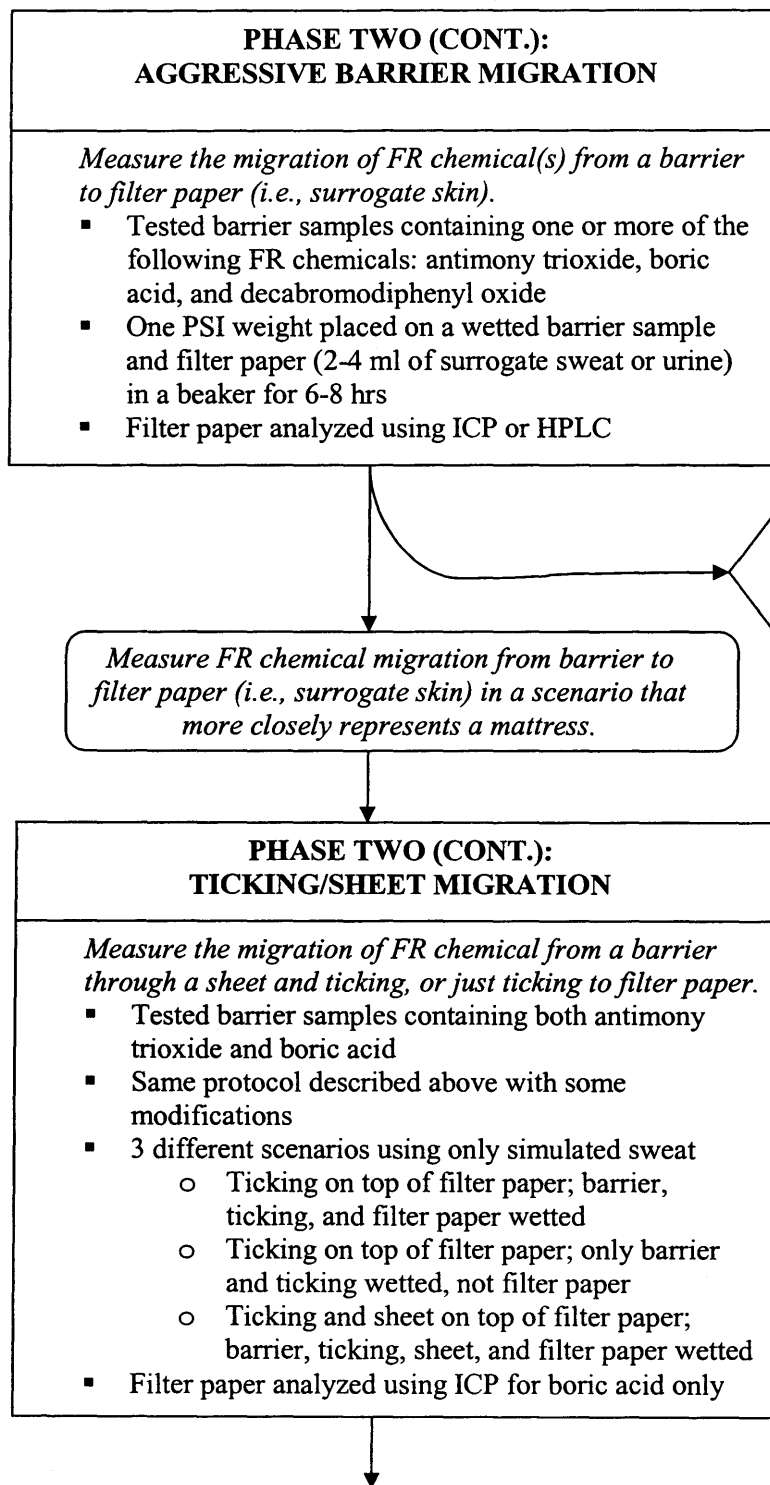 PHASE TWO (CONT.):
AGGRESSIVE BARRIER MIGRATION
Measure the migration of FR chemical(s) from a barrier
to filter paper (i.e., surrogate skin).
▪ Tested barrier samples containing one or more of the
following FR chemicals: antimony trioxide, boric
acid, and decabromodiphenyl oxide
▪ One PSI weight placed on a wetted barrier sample
and filter paper (2-4 ml of surrogate sweat or urine)
in a beaker for 6-8 hrs
▪ Filter paper analyzed using ICP or HPLC
Measure FR chemical migration from barrier to
filter paper (i.e., surrogate skin) in a scenario that
more closely represents a mattress.
PHASE TWO (CONT.):
TICKING/SHEET MIGRATION
Measure the migration of FR chemical from a barrier
through a sheet and ticking, or just ticking to filter paper.
▪ Tested barrier samples containing both antimony
trioxide and boric acid
▪ Same protocol described above with some
modifications
▪ 3 different scenarios using only simulated sweat
o Ticking on top of filter paper; barrier,
ticking, and filter paper wetted
o Ticking on top of filter paper; only barrier
and ticking wetted, not filter paper
o Ticking and sheet on top of filter paper;
barrier, ticking, sheet, and filter paper wetted
▪ Filter paper analyzed using ICP for boric acid only